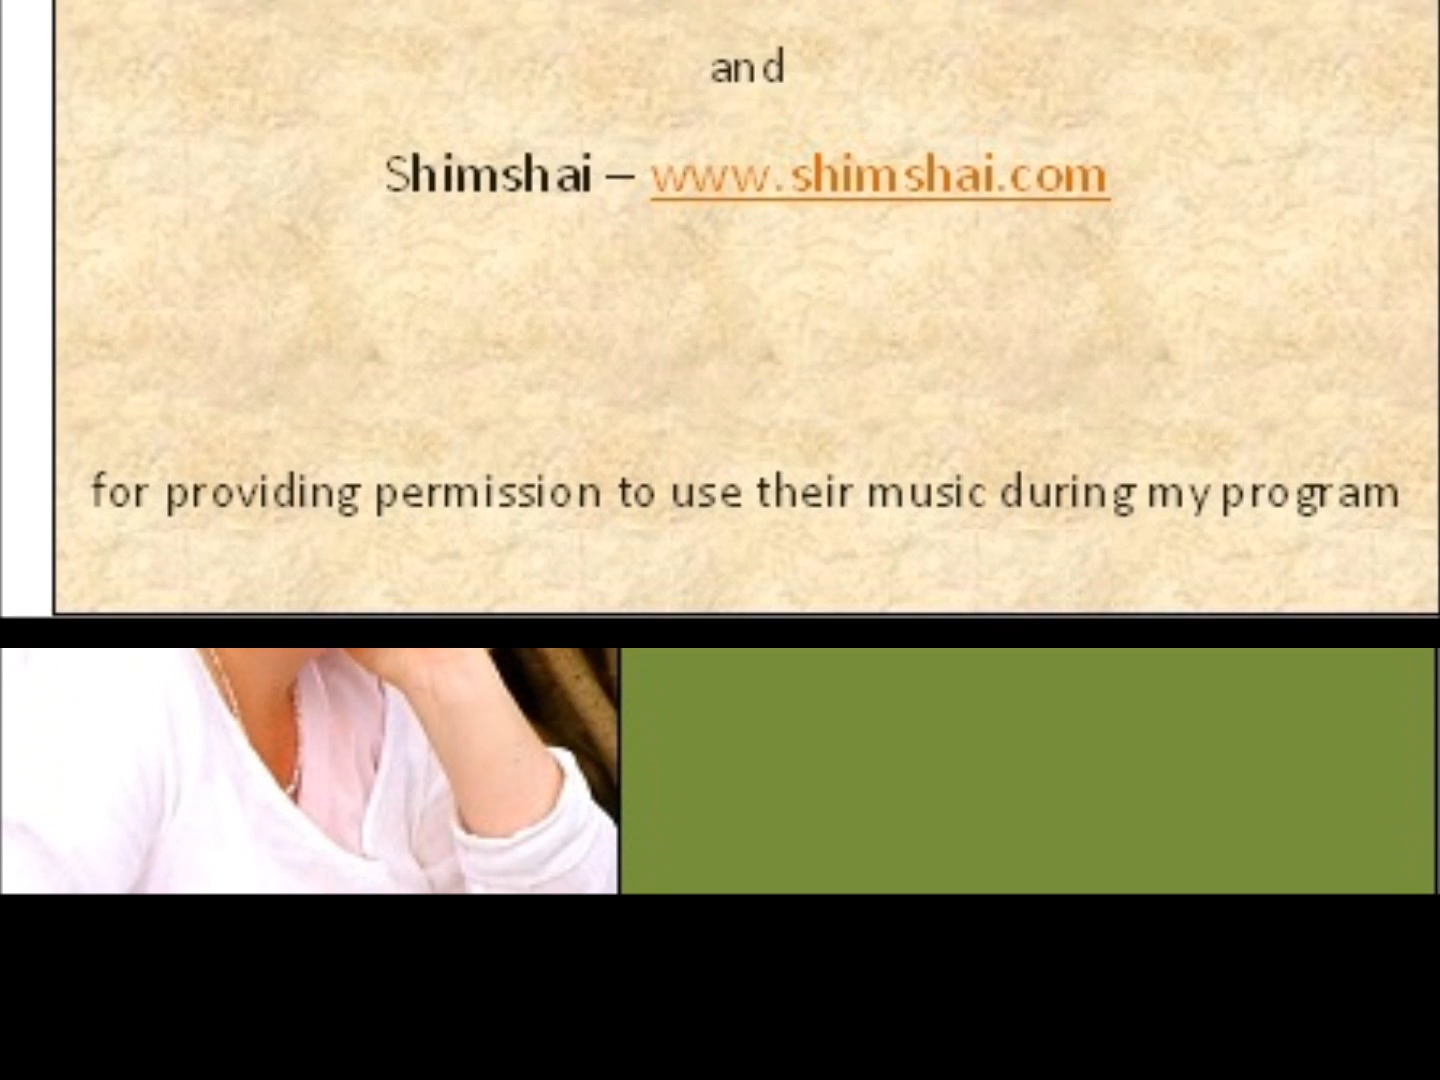 and
Shimshai – www.shimshai.com
for providing permission to use their music during my program